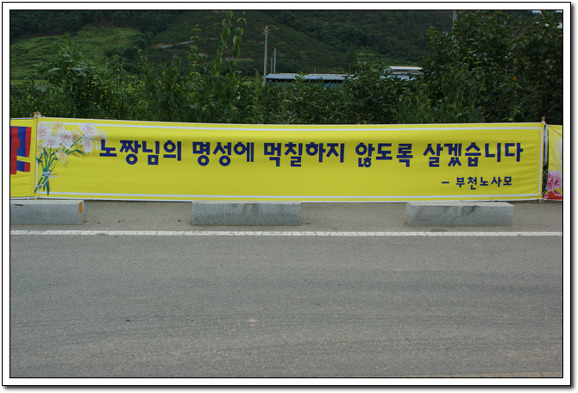 노짱님의 명성에 먹칠하지 않도록 살겠습니다
- 부천노사모